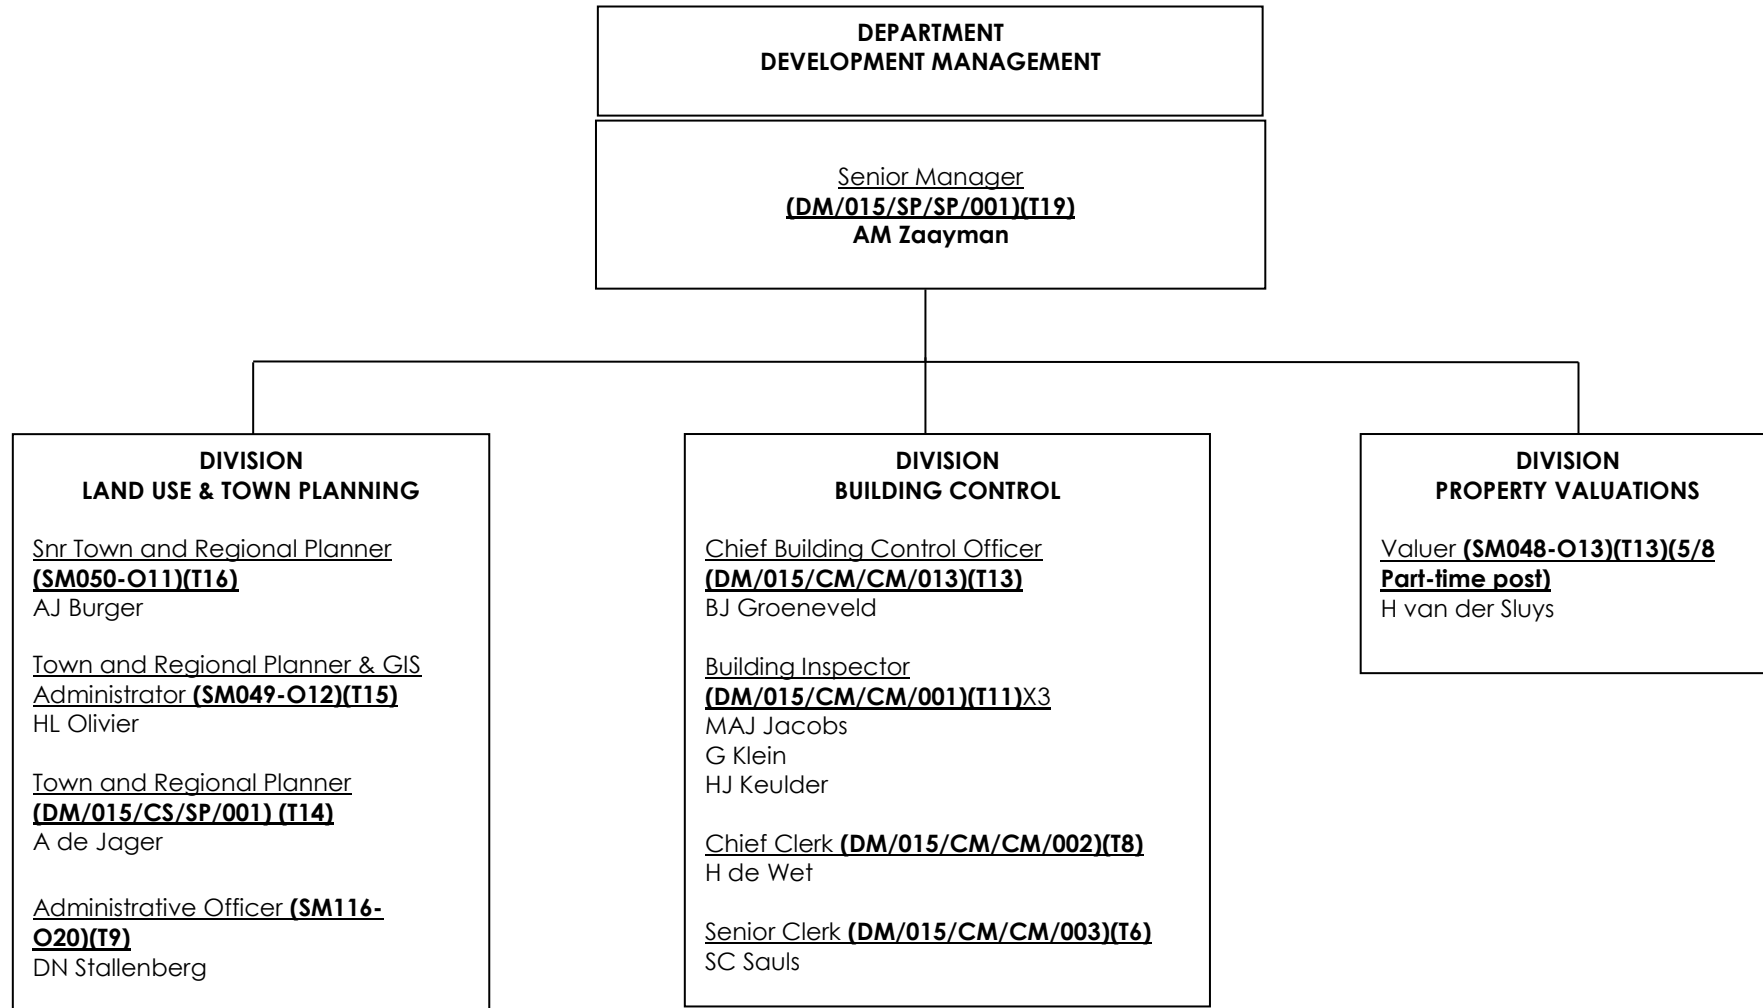 DEPARTMENT
DEVELOPMENT MANAGEMENT
Senior Manager
(DM/015/SP/SP/001)(T19)
AM Zaayman
DIVISION
LAND USE & TOWN PLANNING
Snr Town and Regional Planner
(SM050-O11)(T16)
AJ Burger
Town and Regional Planner & GIS
Administrator (SM049-O12)(T15)
HL Olivier
Town and Regional Planner
(DM/015/CS/SP/001) (T14)
A de Jager
Administrative Officer (SM116-
O20)(T9)
DN Stallenberg
DIVISION
BUILDING CONTROL
Chief Building Control Officer
(DM/015/CM/CM/013)(T13)
BJ Groeneveld
Building Inspector
(DM/015/CM/CM/001)(T11)X3
MAJ Jacobs
G Klein
HJ Keulder
Chief Clerk (DM/015/CM/CM/002)(T8)
H de Wet
Senior Clerk (DM/015/CM/CM/003)(T6)
SC Sauls
DIVISION
PROPERTY VALUATIONS
Valuer (SM048-O13)(T13)(5/8
Part-time post)
H van der Sluys